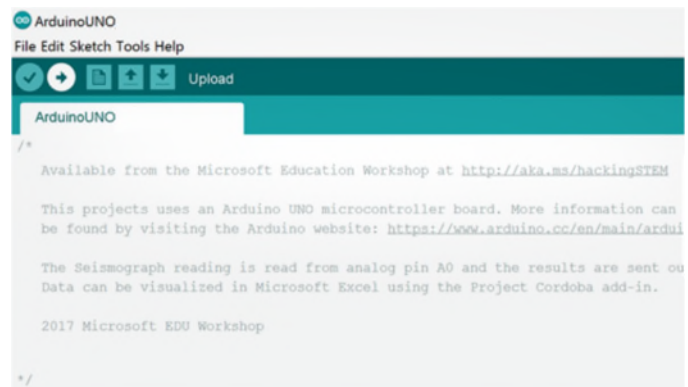 ArduinoUNO
File Edit Sketch Tools Help
Upload
ArduinoUNO
/*
Available from the Microsoft Education Workshop at http://aka.ms/hackingSTEM
This projects uses an Arduino UNO microcontroller board. More information can
be found by visiting the Arduino website: https://www.arduino.cc/en/main/ardui
The Seismograph reading is read from analog pin A0 and the results are sent ou
Data can be visualized in Microsoft Excel using the Project Cordoba add-in.
2017 Microsoft EDU Workshop
*/